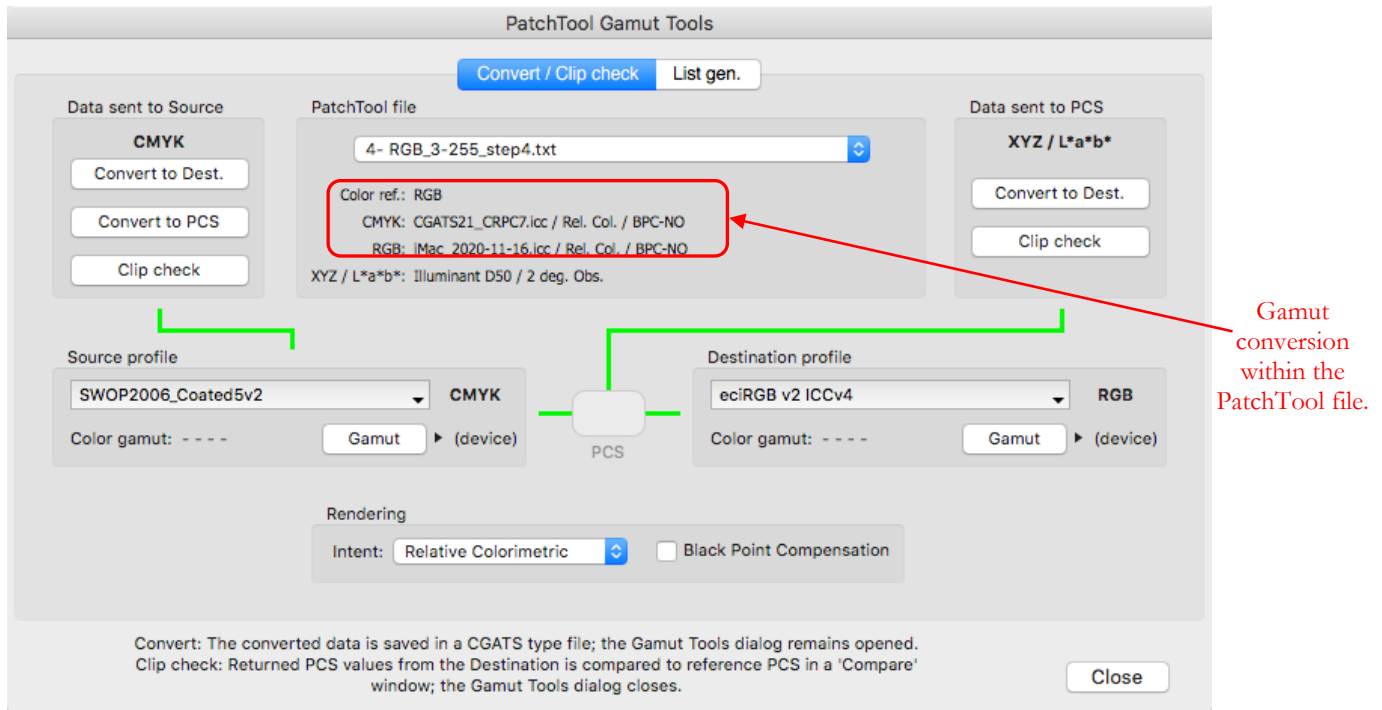 PatchTool Gamut Tools
Convert / Clip check
List gen.
Data sent to Source
CMYK
Convert to Dest.
Convert to PCS
Clip check
PatchTool file
4- RGB_3-255_step4.txt
Color ref.: RGB
CMYK: CGATS21_CRPC7.icc / Rel. Col. / BPC-NO
RGB: iMac_2020-11-16.icc / Rel. Col. / BPC-NO
XYZ / L*a*b*: Illuminant D50 / 2 deg. Obs.
Data sent to PCS
XYZ / L*a*b*
Convert to Dest.
Clip check
Gamut
conversion
within the
PatchTool file.
Source profile
SWOP2006_Coated5v2
CMYK
Color gamut: - - - -
Gamut
(device)
PCS
Destination profile
eciRGB v2 ICCv4
RGB
Color gamut: - - - -
Gamut
(device)
Rendering
Intent: Relative Colorimetric
Black Point Compensation
Convert: The converted data is saved in a CGATS type file; the Gamut Tools dialog remains opened.
Clip check: Returned PCS values from the Destination is compared to reference PCS in a 'Compare'
window; the Gamut Tools dialog closes.
Close